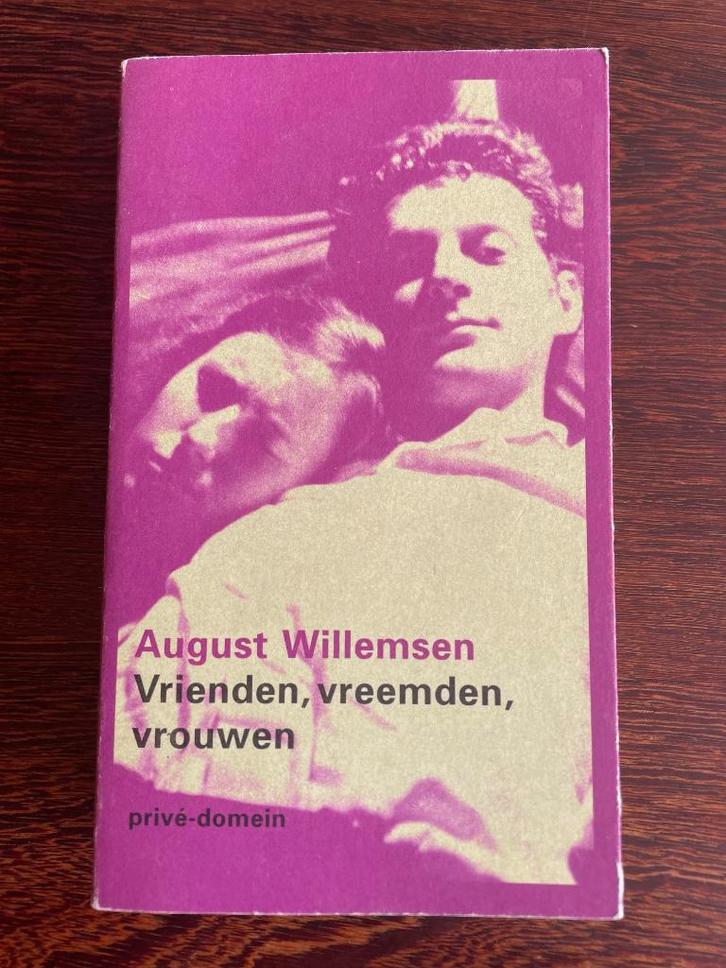 August Willemsen
Vrienden, vreemden,
vrouwen
privé-domein